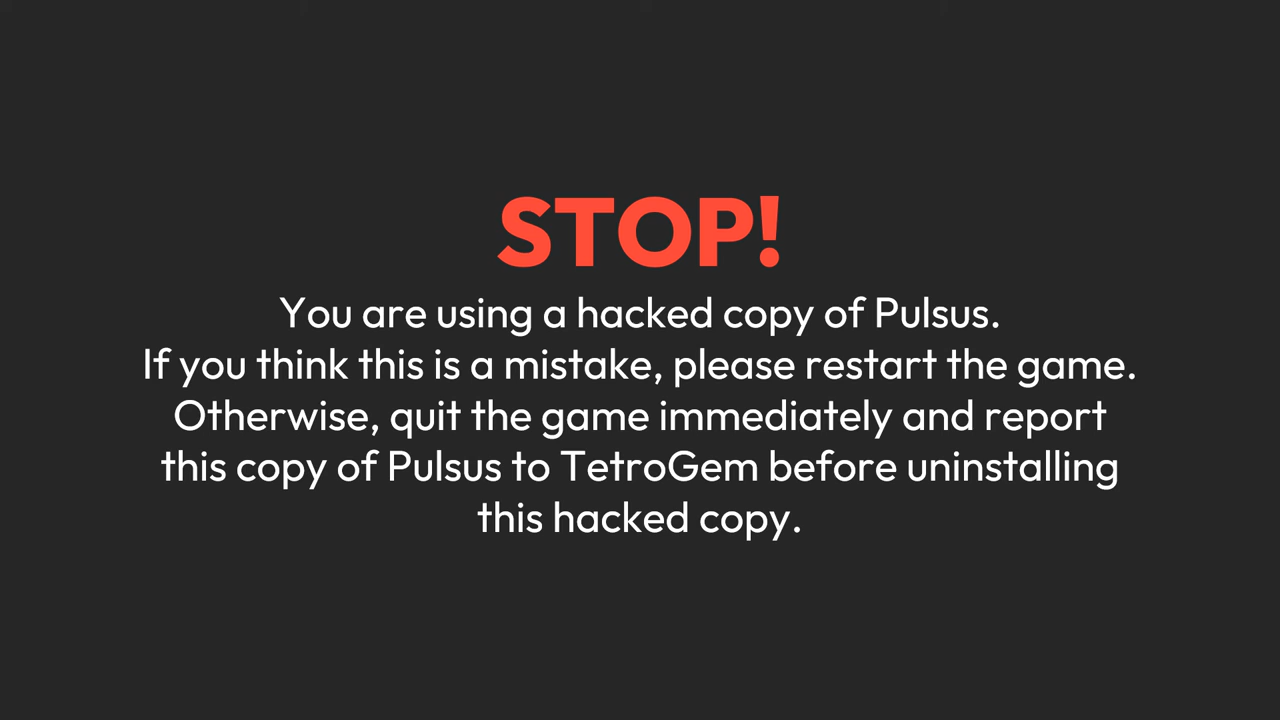 STOP!
You are using a hacked copy of Pulsus.
If you think this is a mistake, please restart the game.
Otherwise, quit the game immediately and report
this copy of Pulsus to TetroGem before uninstalling
this hacked copy.